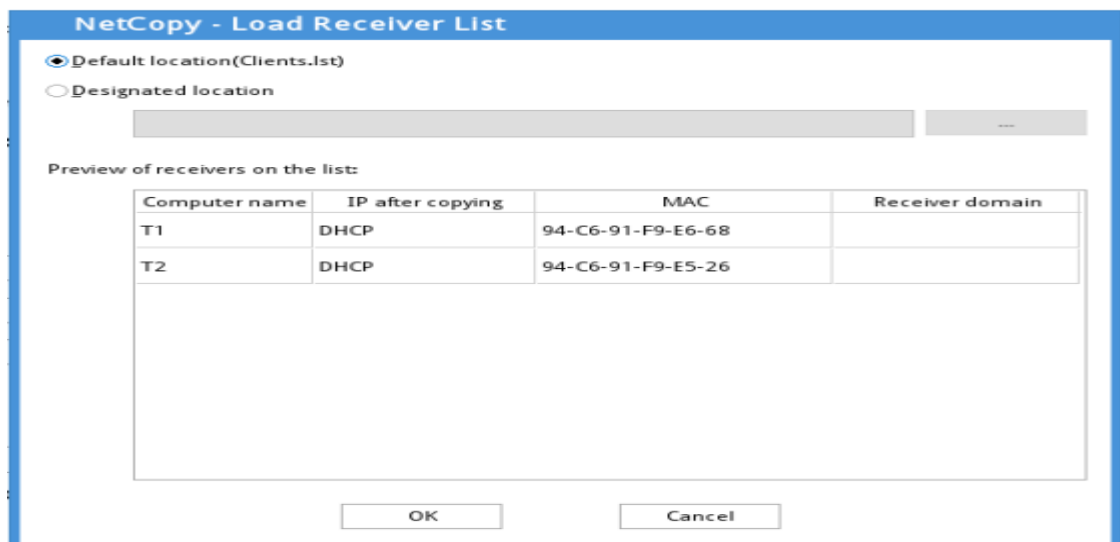 NetCopy - Load Receiver List
Default location(Clients.lst)
Designated location
...
Preview of receivers on the list:
Computer name IP after copying MAC Receiver domain
T1 DHCP 94-C6-91-F9-E6-68
T2 DHCP 94-C6-91-F9-E5-26
OK Cancel